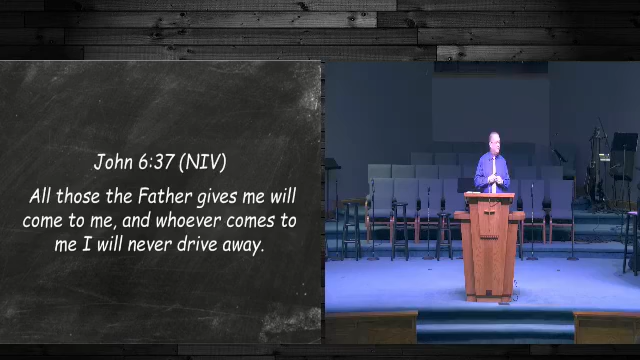 John 6:37 (NIV)
All those the Father gives me will
come to me, and whoever comes to
me I will never drive away.